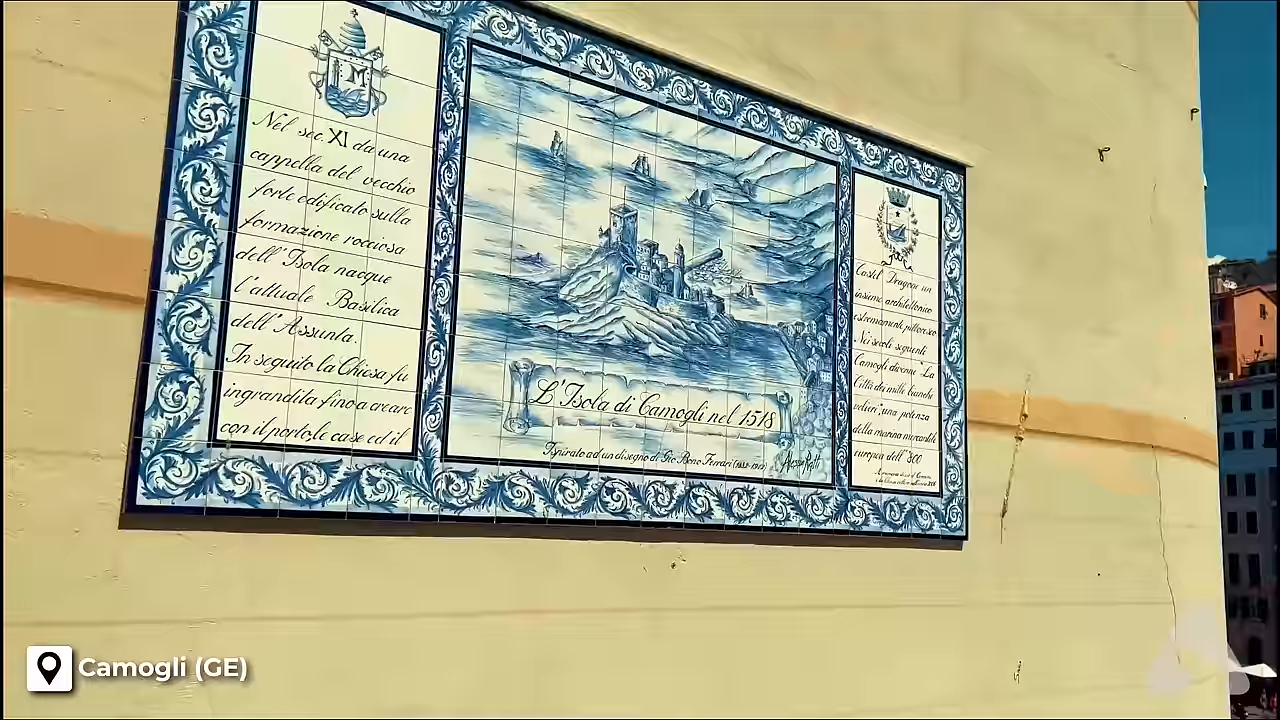 M
Nel sec. XI da una
cappella del vecchio
forte edificato sulla
formazione rocciosa
dell'Isola nacque
l'attuale Basilica
dell'Assunta.
In seguito la Chiesa fu
ingrandita fino a creare
con il portole case ed il
L'Isola di Camogli nel 1518
Ispirato ad un disegno di Gio Bono Ferrari
Castel Dragone un
insieme architettonico
estremamente pittoresco
Nei secoli seguenti
Camogli divenne "La
Città dei mille bianchi
velieri", una potenza
della marina mercantile
europea dell'800
Camogli (GE)